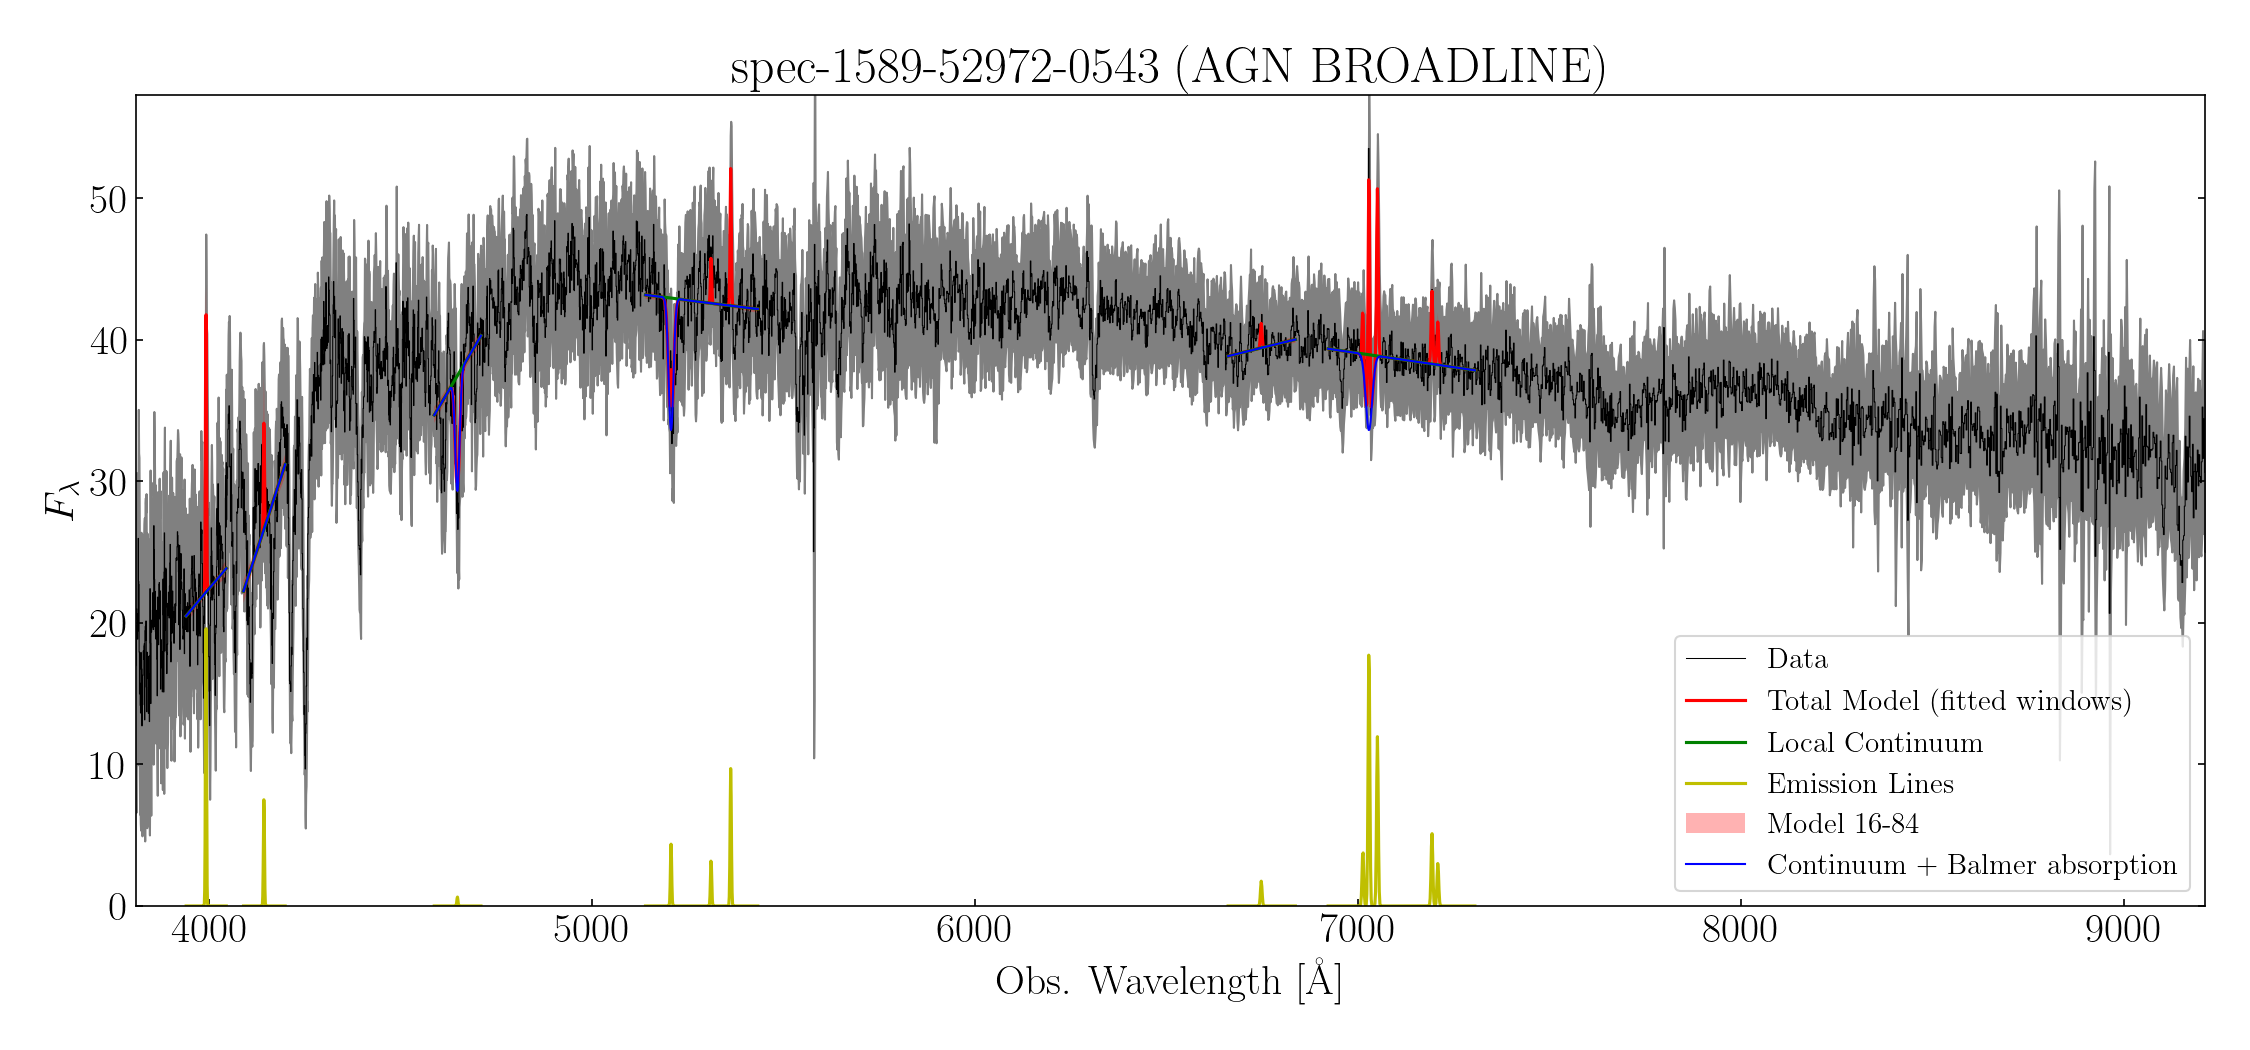 spec-1589-52972-0543 (AGN BROADLINE)
F_λ
50
40
30
20
10
0
4000 5000 6000 7000 8000 9000
Obs. Wavelength [Å]
Data
Total Model (fitted windows)
Local Continuum
Emission Lines
Model 16-84
Continuum + Balmer absorption